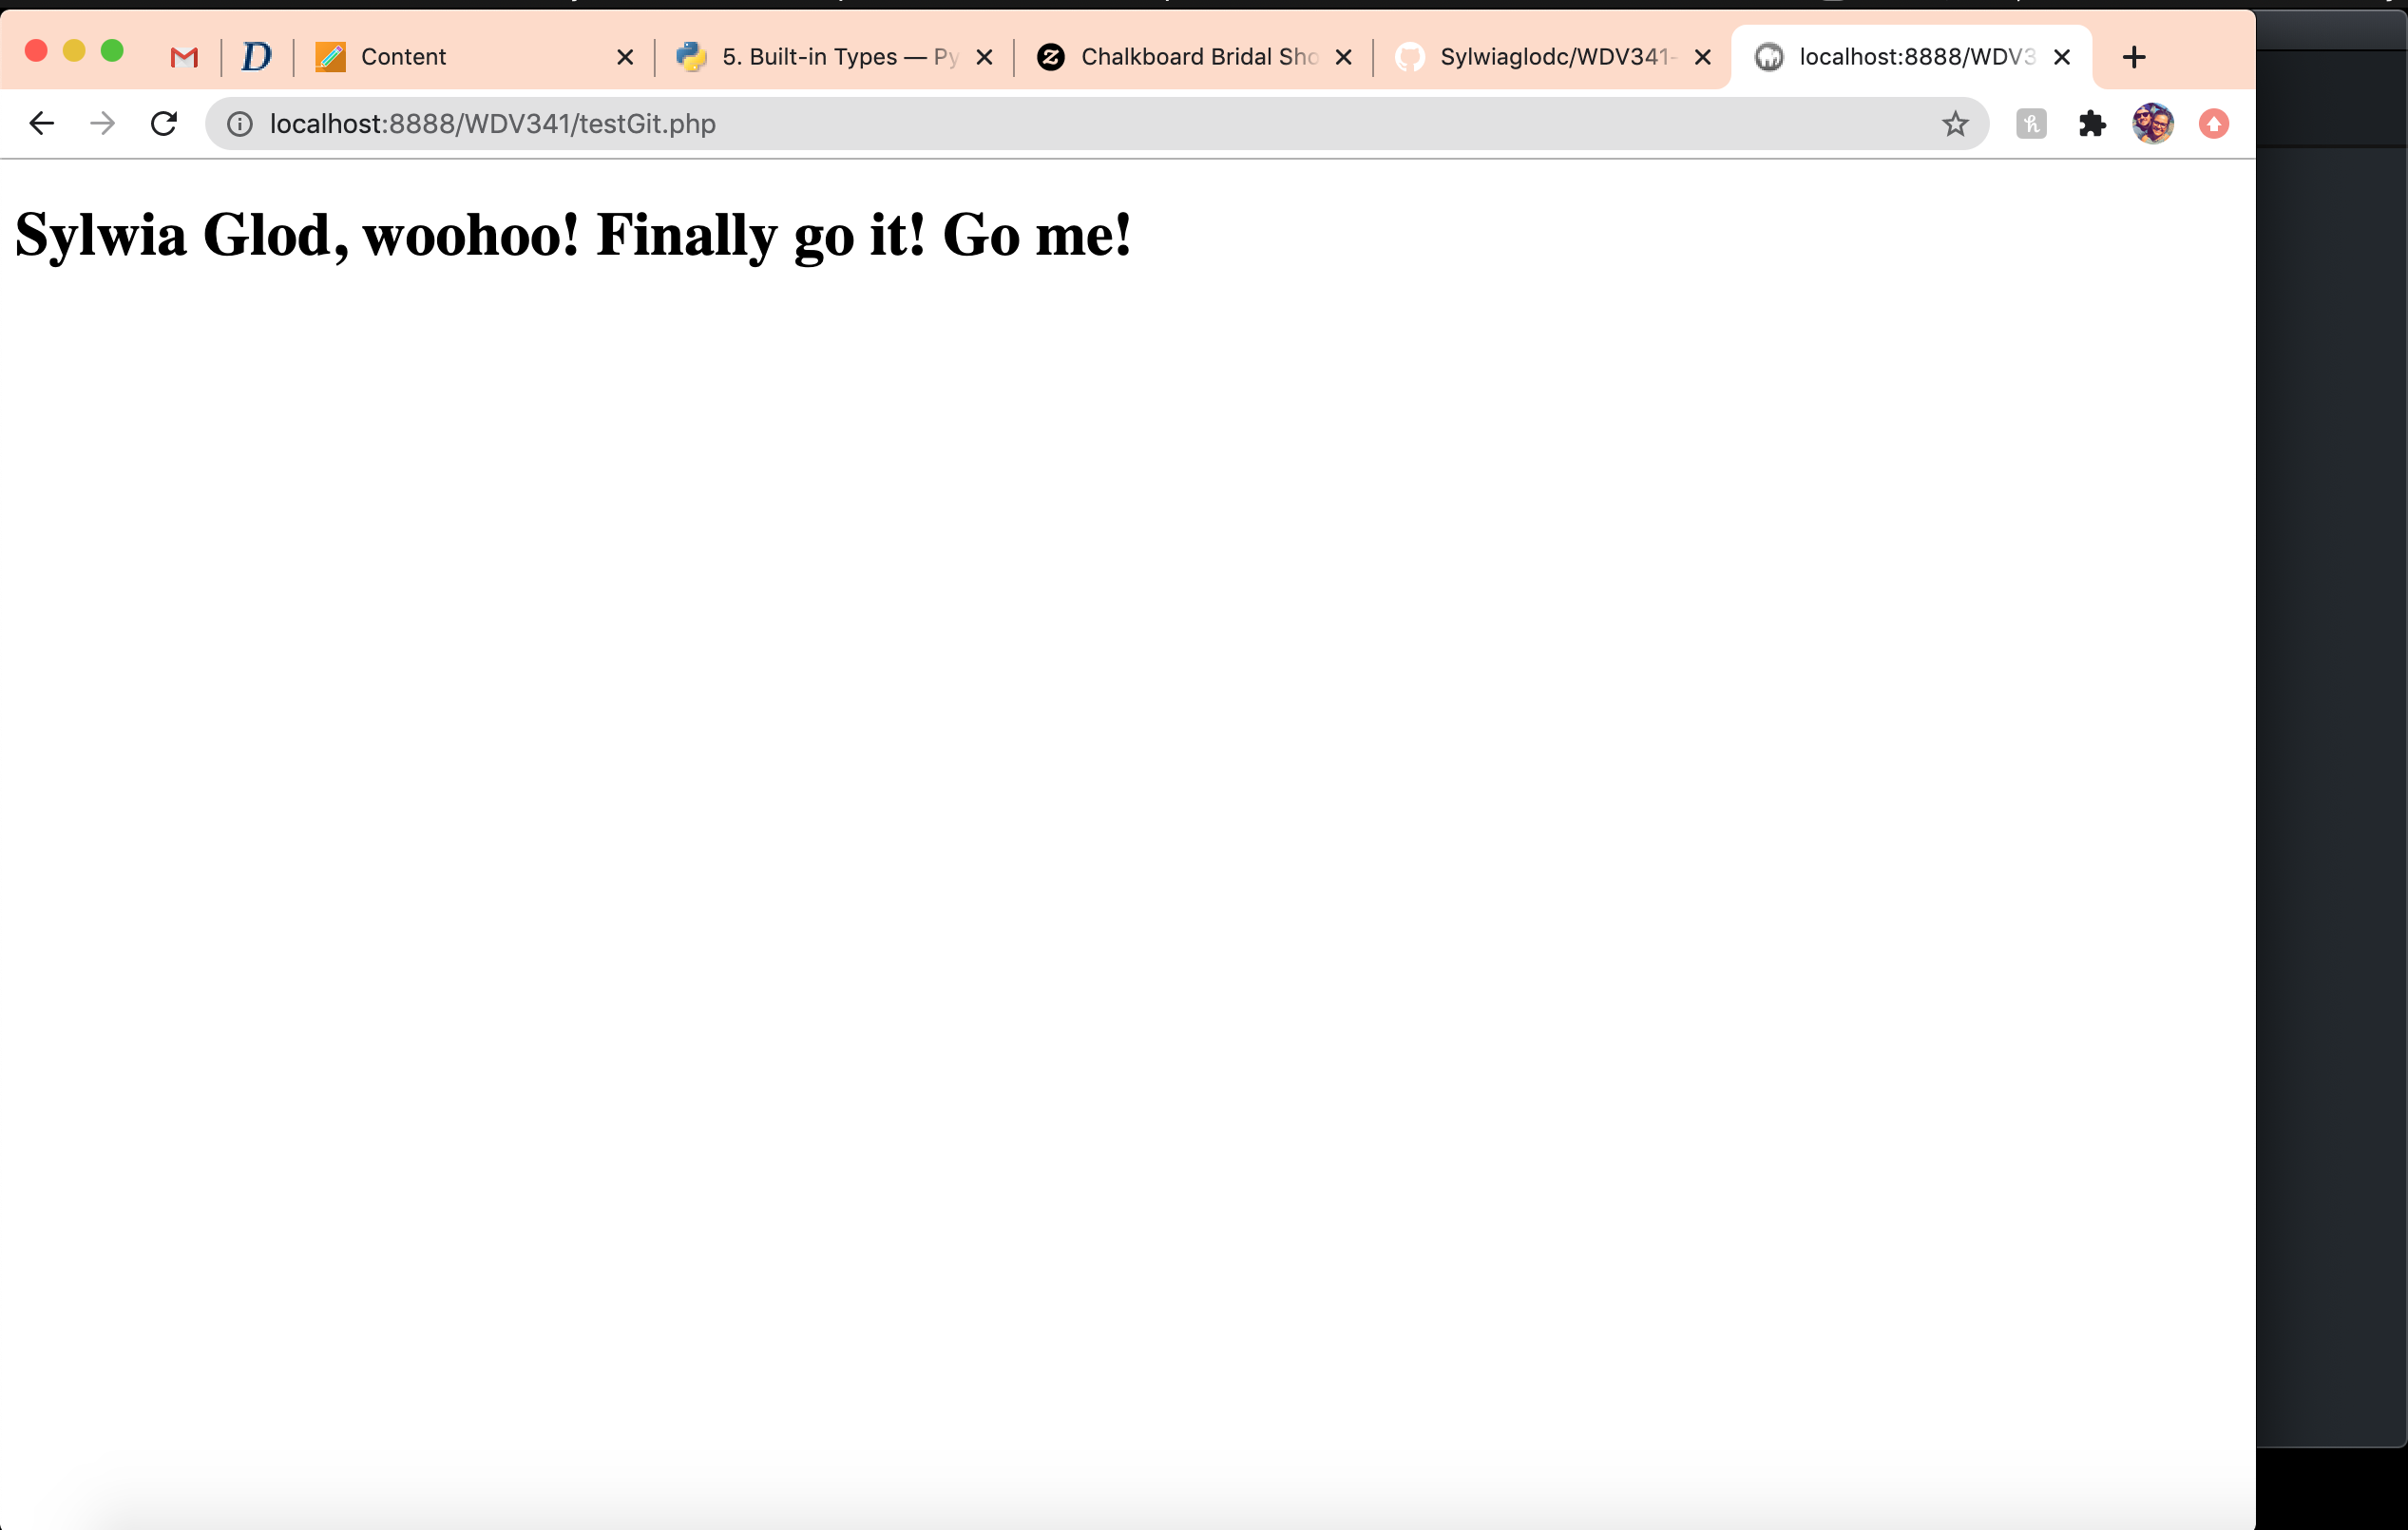 Content
5. Built-in Types — Py
Chalkboard Bridal Sho
Sylwiaglodc/WDV341-
localhost:8888/WDV3
localhost:8888/WDV341/testGit.php
Sylwia Glod, woohoo! Finally go it! Go me!